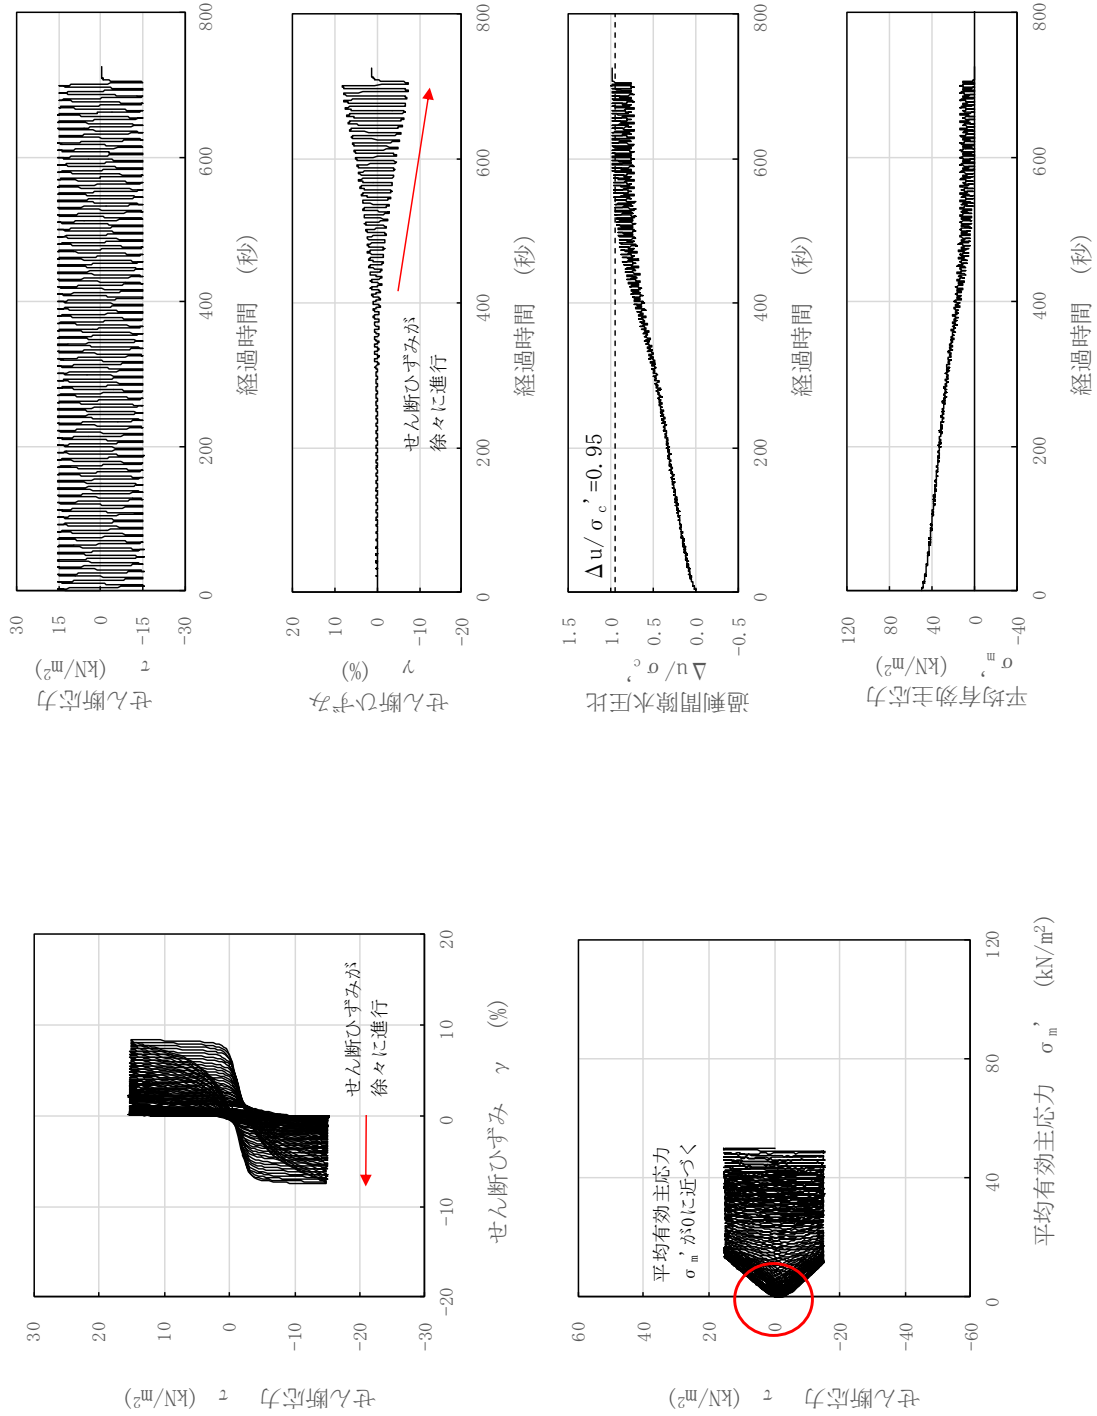 せん断応力 τ (kN/m²)
30
20
10
0
-10
-20
-30
せん断ひずみが
徐々に進行
-20
-10
0
10
20
せん断ひずみ γ (%)
せん断応力 τ (kN/m²)
60
40
20
0
-20
-40
-60
平均有効主応力
σm'が0に近づく
0
40
80
120
平均有効主応力 σm' (kN/m²)
せん断応力
τ (kN/m²)
30
15
0
-15
-30
0
200
400
600
800
経過時間 (秒)
せん断ひずみ
γ (%)
20
10
0
-10
-20
せん断ひずみが
徐々に進行
0
200
400
600
800
経過時間 (秒)
過剰間隙水圧比
Δu/σc'
1.5
1.0
0.5
0.0
-0.5
Δu/σc'=0.95
0
200
400
600
800
経過時間 (秒)
平均有効主応力
σm' (kN/m²)
120
80
40
0
-40
0
200
400
600
800
経過時間 (秒)